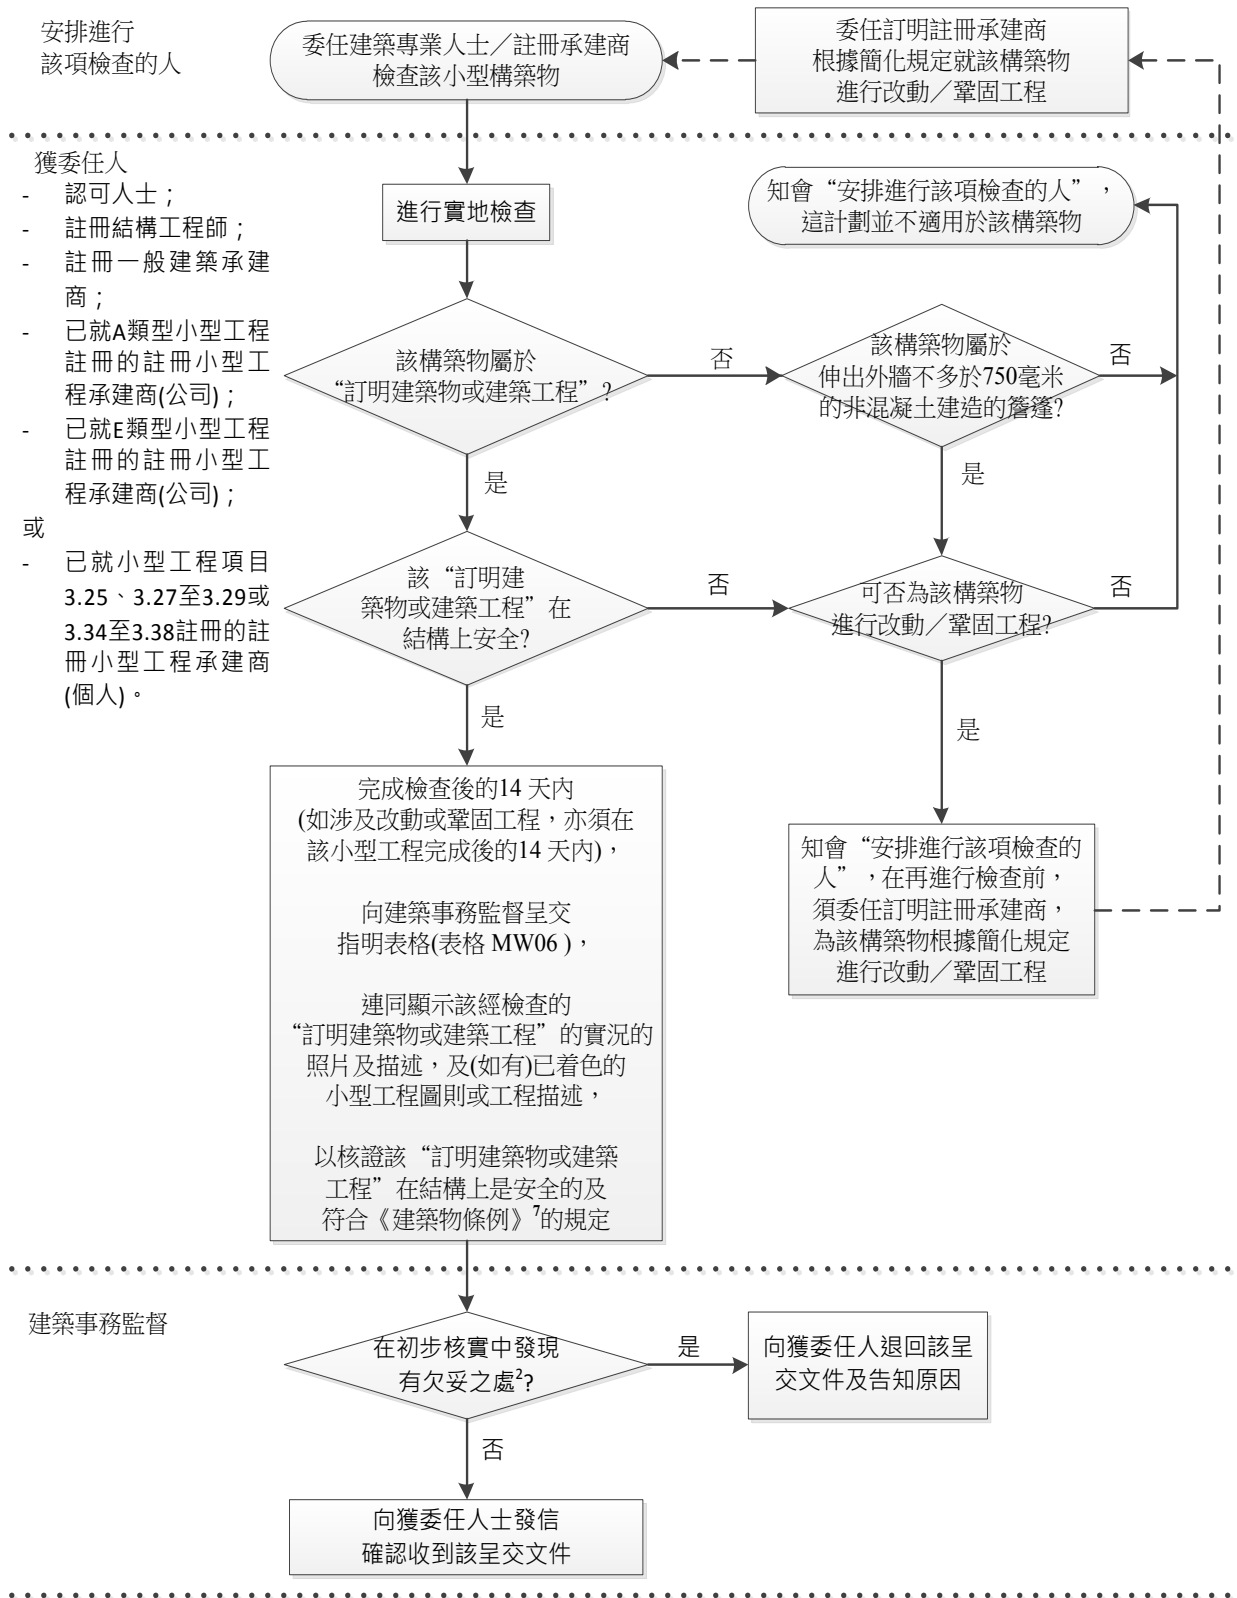 安排進行
該項檢查的人
委任建築專業人士／註冊承建商
檢查該小型構築物
委任訂明註冊承建商
根據簡化規定就該構築物
進行改動／鞏固工程
獲委任人
- 認可人士；
- 註冊結構工程師；
- 註冊一般建築承建
商；
- 已就A類型小型工程
註冊的註冊小型工
程承建商(公司)；
- 已就E類型小型工程
註冊的註冊小型工
程承建商(公司)；
或
- 已就小型工程項目
3.25、3.27至3.29或
3.34至3.38註冊的註
冊小型工程承建商
(個人)。
進行實地檢查
知會“安排進行該項檢查的人”，
這計劃並不適用於該構築物
該構築物屬於
“訂明建築物或建築工程”?
否
該構築物屬於
伸出外牆不多於750毫米
的非混凝土建造的簷篷?
否
是
是
該“訂明建
築物或建築工程”在
結構上安全?
否
可否為該構築物
進行改動／鞏固工程?
否
是
是
完成檢查後的14 天內
(如涉及改動或鞏固工程，亦須在
該小型工程完成後的14 天內)，
向建築事務監督呈交
指明表格(表格 MW06 )，
連同顯示該經檢查的
“訂明建築物或建築工程”的實況的
照片及描述，及(如有)已着色的
小型工程圖則或工程描述，
以核證該“訂明建築物或建築
工程”在結構上是安全的及
符合《建築物條例》⁷的規定
知會“安排進行該項檢查的
人”，在再進行檢查前，
須委任訂明註冊承建商，
為該構築物根據簡化規定
進行改動／鞏固工程
建築事務監督
在初步核實中發現
有欠妥之處²?
是
向獲委任人退回該呈
交文件及告知原因
否
向獲委任人士發信
確認收到該呈交文件